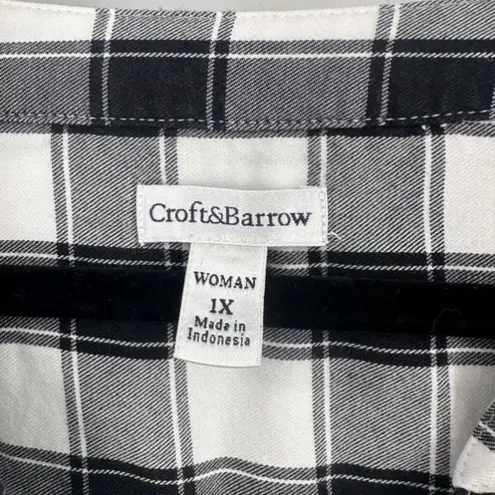 Croft&Barrow
WOMAN
1X
Made in
Indonesia